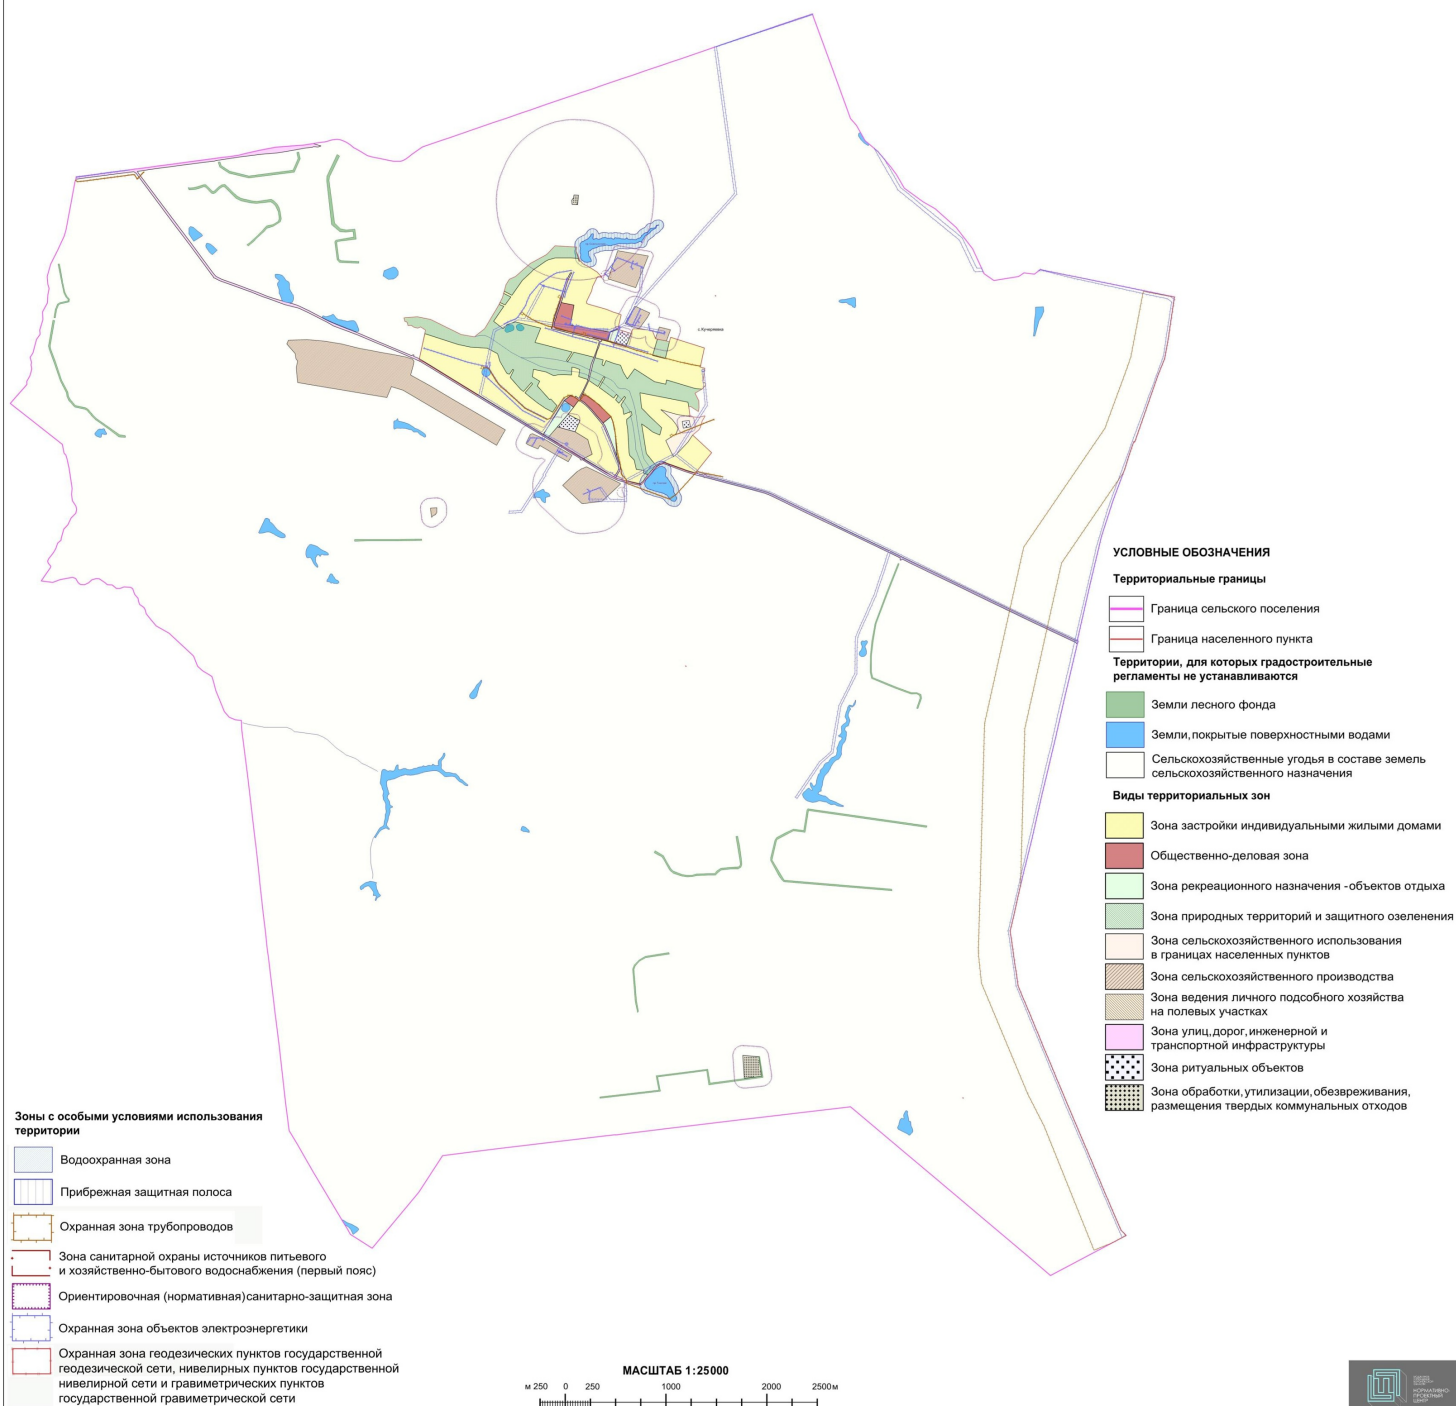 с. Кучеряевка
УСЛОВНЫЕ ОБОЗНАЧЕНИЯ
Территориальные границы
Граница сельского поселения
Граница населенного пункта
Территории, для которых градостроительные
регламенты не устанавливаются
Земли лесного фонда
Земли, покрытые поверхностными водами
Сельскохозяйственные угодья в составе земель
сельскохозяйственного назначения
Виды территориальных зон
Зона застройки индивидуальными жилыми домами
Общественно-деловая зона
Зона рекреационного назначения -объектов отдыха
Зона природных территорий и защитного озеленения
Зона сельскохозяйственного использования
в границах населенных пунктов
Зона сельскохозяйственного производства
Зона ведения личного подсобного хозяйства
на полевых участках
Зона улиц, дорог, инженерной и
транспортной инфраструктуры
Зона ритуальных объектов
Зона обработки, утилизации, обезвреживания,
размещения твердых коммунальных отходов
Зоны с особыми условиями использования
территории
Водоохранная зона
Прибрежная защитная полоса
Охранная зона трубопроводов
Зона санитарной охраны источников питьевого
и хозяйственно-бытового водоснабжения (первый пояс)
Ориентировочная (нормативная) санитарно-защитная зона
Охранная зона объектов электроэнергетики
Охранная зона геодезических пунктов государственной
геодезической сети, нивелирных пунктов государственной
нивелирной сети и гравиметрических пунктов
государственной гравиметрической сети
МАСШТАБ 1:25000
м 250 0 250 1000 2000 2500м
НОРМАТИВНО-
ПРОЕКТНЫЙ
ЦЕНТР